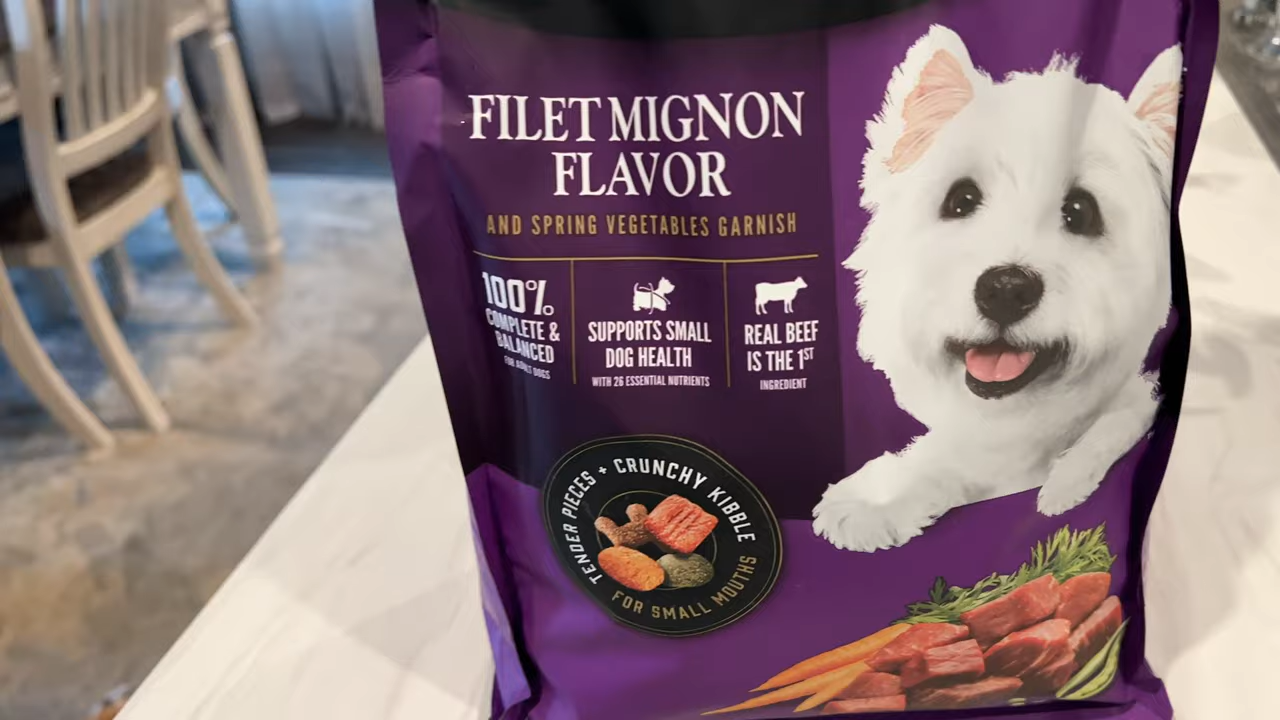 FILET MIGNON
FLAVOR
AND SPRING VEGETABLES GARNISH
100%
COMPLETE &
BALANCED
FOR ADULT DOGS
SUPPORTS SMALL
DOG HEALTH
WITH 26 ESSENTIAL NUTRIENTS
REAL BEEF
IS THE 1ST
INGREDIENT
TENDER PIECES + CRUNCHY KIBBLE
FOR SMALL MOUTHS